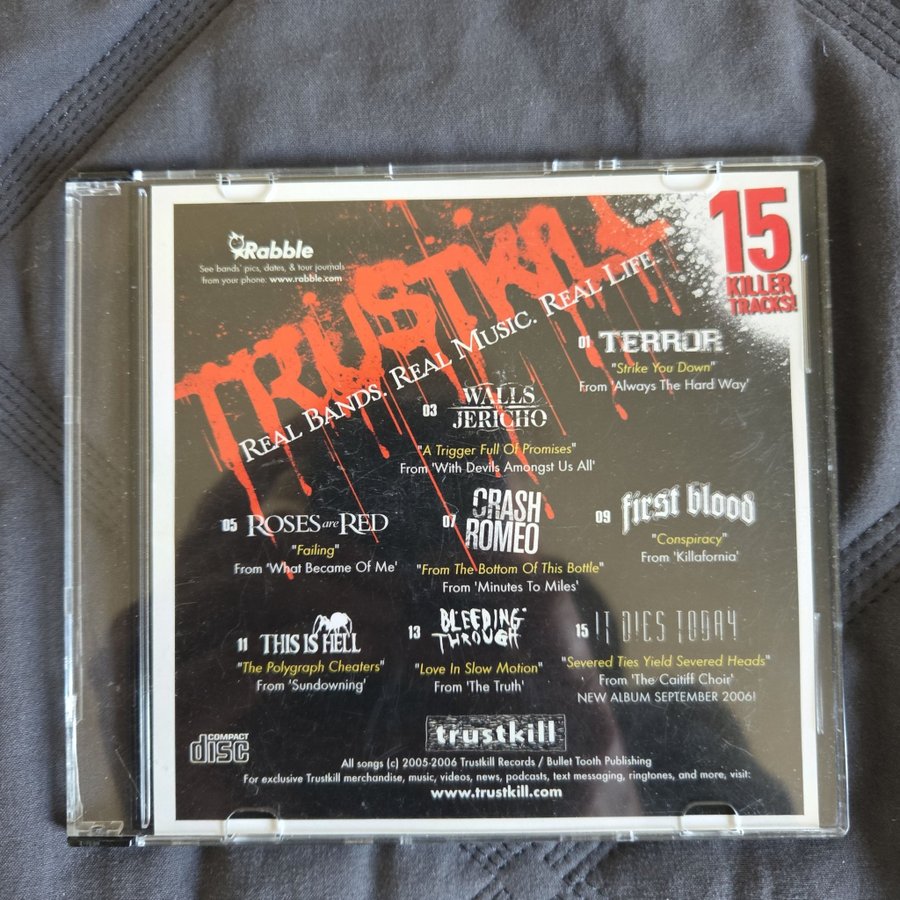 Rabble
See bands' pics, dates, & tour journals
from your phone: www.rabble.com
TRUSTKILL
Real Bands. Real Music. Real Life.
15
KILLER
TRACKS!
01 TERROR
"Strike You Down"
From 'Always The Hard Way'
03 WALLS
JERICHO
"A Trigger Full Of Promises"
From 'With Devils Amongst Us All'
05 ROSES are RED
"Failing"
From 'What Became Of Me'
07 CRASH
ROMEO
"From The Bottom Of This Bottle"
From 'Minutes To Miles'
09 first blood
"Conspiracy"
From 'Killafornia'
11 THIS IS HELL
"The Polygraph Cheaters"
From 'Sundowning'
13 BLEEDING
THROUGH
"Love In Slow Motion"
From 'The Truth'
15 IT DIES TODAY
"Severed Ties Yield Severed Heads"
From 'The Caitiff Choir'
NEW ALBUM SEPTEMBER 2006!
COMPACT
disc
trustkill
All songs (c) 2005-2006 Trustkill Records / Bullet Tooth Publishing
For exclusive Trustkill merchandise, music, videos, news, podcasts, text messaging, ringtones, and more, visit:
www.trustkill.com